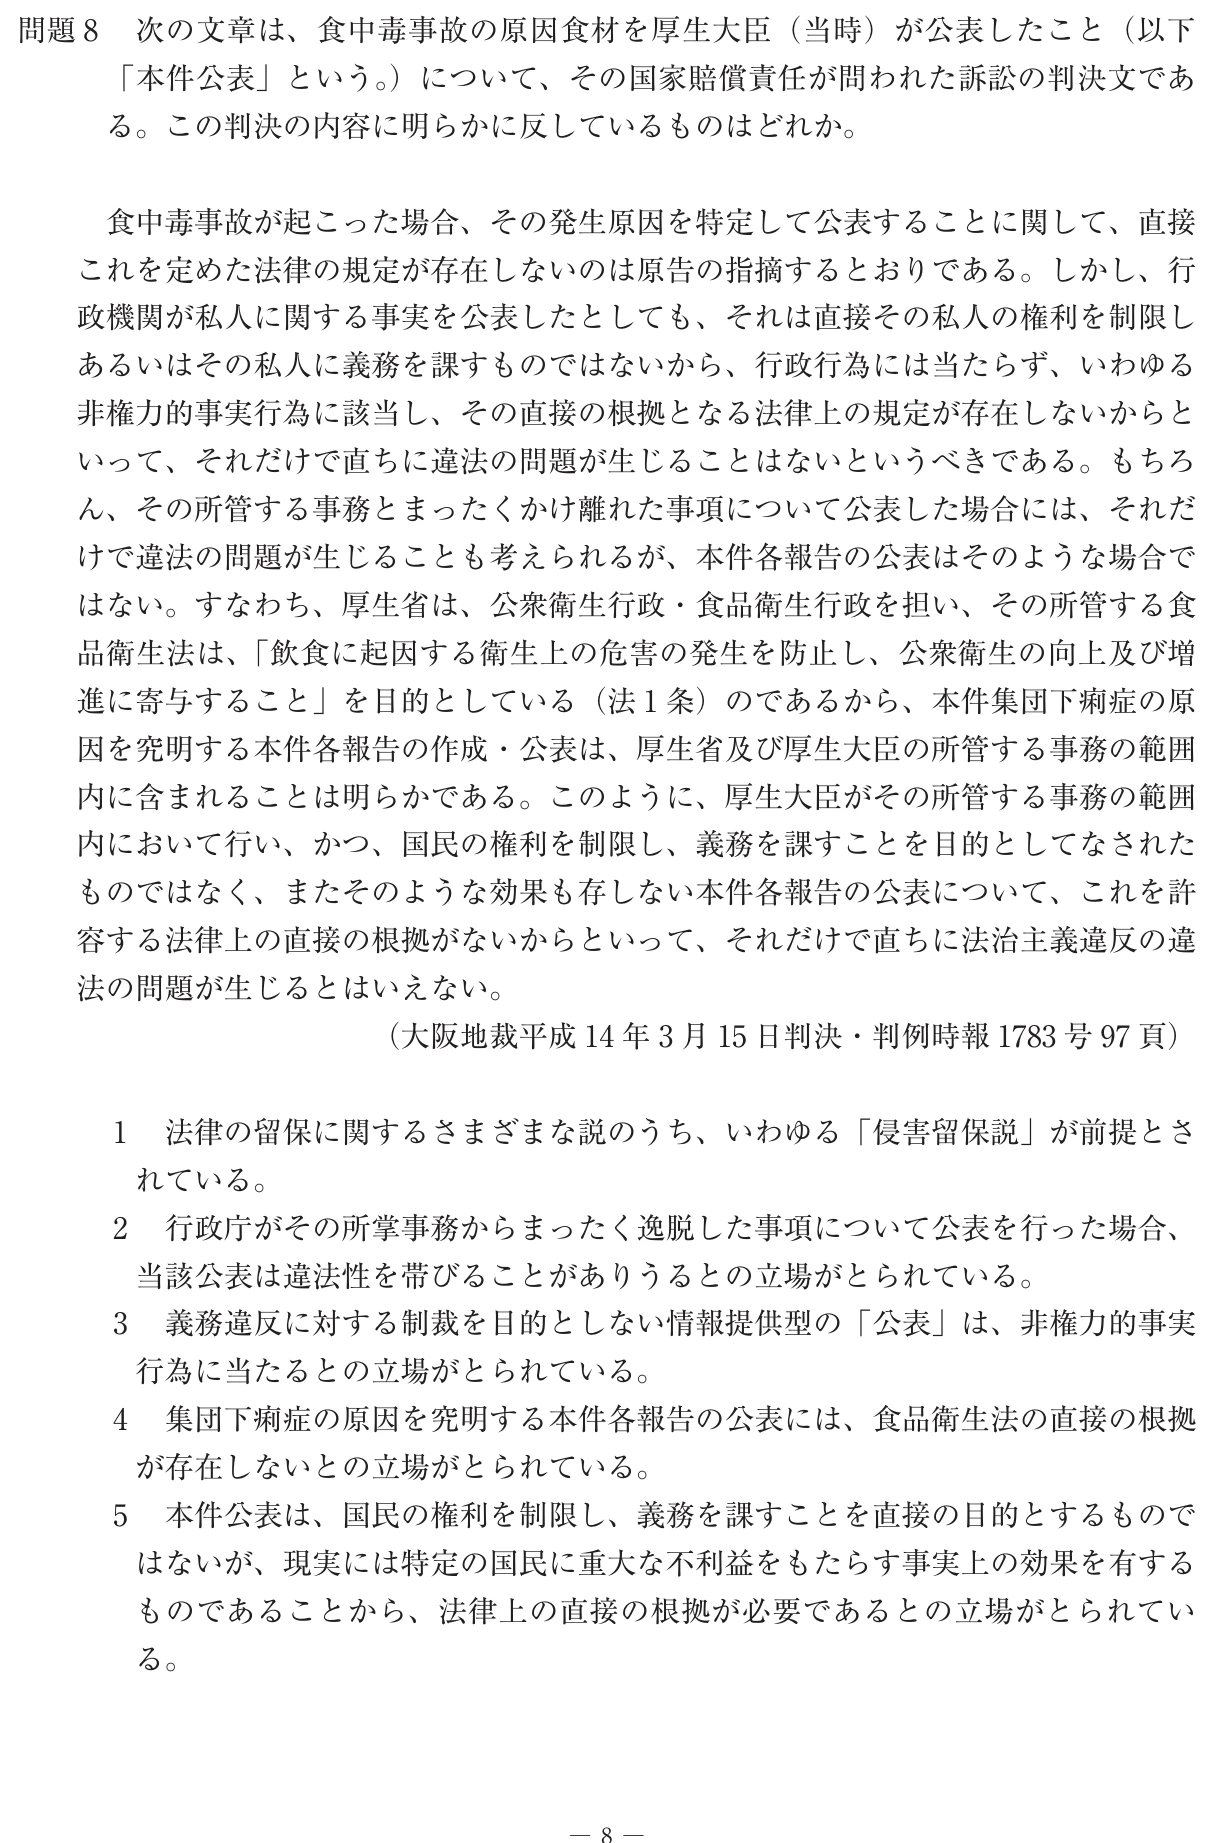 問題８　次の文章は、食中毒事故の原因食材を厚生大臣（当時）が公表したこと（以下
「本件公表」という。）について、その国家賠償責任が問われた訴訟の判決文であ
る。この判決の内容に明らかに反しているものはどれか。
食中毒事故が起こった場合、その発生原因を特定して公表することに関して、直接
これを定めた法律の規定が存在しないのは原告の指摘するとおりである。しかし、行
政機関が私人に関する事実を公表したとしても、それは直接その私人の権利を制限し
あるいはその私人に義務を課すものではないから、行政行為には当たらず、いわゆる
非権力的事実行為に該当し、その直接の根拠となる法律上の規定が存在しないからと
いって、それだけで直ちに違法の問題が生じることはないというべきである。もちろ
ん、その所管する事務とまったくかけ離れた事項について公表した場合には、それだ
けで違法の問題が生じることも考えられるが、本件各報告の公表はそのような場合で
はない。すなわち、厚生省は、公衆衛生行政・食品衛生行政を担い、その所管する食
品衛生法は、「飲食に起因する衛生上の危害の発生を防止し、公衆衛生の向上及び増
進に寄与すること」を目的としている（法１条）のであるから、本件集団下痢症の原
因を究明する本件各報告の作成・公表は、厚生省及び厚生大臣の所管する事務の範囲
内に含まれることは明らかである。このように、厚生大臣がその所管する事務の範囲
内において行い、かつ、国民の権利を制限し、義務を課すことを目的としてなされた
ものではなく、またそのような効果も存しない本件各報告の公表について、これを許
容する法律上の直接の根拠がないからといって、それだけで直ちに法治主義違反の違
法の問題が生じるとはいえない。
（大阪地裁平成 14 年 3 月 15 日判決・判例時報 1783 号 97 頁）
1　法律の留保に関するさまざまな説のうち、いわゆる「侵害留保説」が前提とさ
れている。
2　行政庁がその所掌事務からまったく逸脱した事項について公表を行った場合、
当該公表は違法性を帯びることがありうるとの立場がとられている。
3　義務違反に対する制裁を目的としない情報提供型の「公表」は、非権力的事実
行為に当たるとの立場がとられている。
4　集団下痢症の原因を究明する本件各報告の公表には、食品衛生法の直接の根拠
が存在しないとの立場がとられている。
5　本件公表は、国民の権利を制限し、義務を課すことを直接の目的とするもので
はないが、現実には特定の国民に重大な不利益をもたらす事実上の効果を有する
ものであることから、法律上の直接の根拠が必要であるとの立場がとられてい
る。
— 8 —